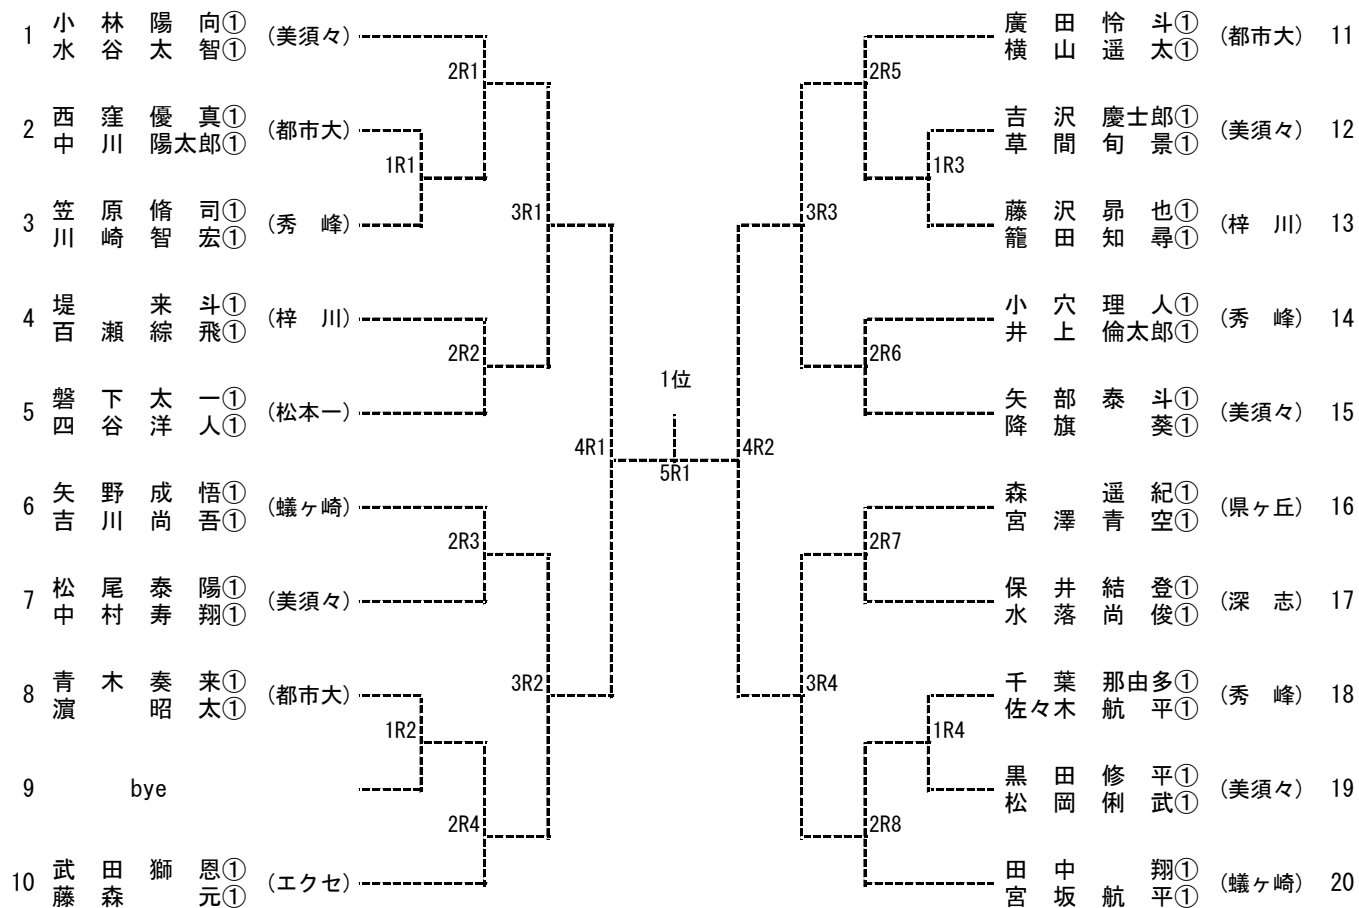 1 小林陽向① (美須々)
水谷太智①
2R1
2 西窪優真① (都市大)
中川陽太郎①
1R1
3 笠原脩司① (秀峰)
川崎智宏①
3R1
4 堤来斗① (梓川)
百瀬綜飛①
2R2
5 磐下太一① (松本一)
四谷洋人①
4R1
6 矢野成悟① (蟻ヶ崎)
吉川尚吾①
2R3
7 松尾泰陽① (美須々)
中村寿翔①
3R2
8 青木奏来① (都市大)
濵昭太①
1R2
9 bye
2R4
10 武田獅恩① (エクセ)
藤森元①
1位
5R1
廣田怜斗① (都市大) 11
横山遥太①
2R5
吉沢慶士郎① (美須々) 12
草間旬景①
1R3
藤沢昴也① (梓川) 13
籠田知尋①
3R3
小穴理人① (秀峰) 14
井上倫太郎①
2R6
矢部泰斗① (美須々) 15
降旗葵①
4R2
森遥紀① (県ヶ丘) 16
宮澤青空①
2R7
保井結登① (深志) 17
水落尚俊①
3R4
千葉那由多① (秀峰) 18
佐々木航平①
1R4
黒田修平① (美須々) 19
松岡俐武①
2R8
田中翔① (蟻ヶ崎) 20
宮坂航平①